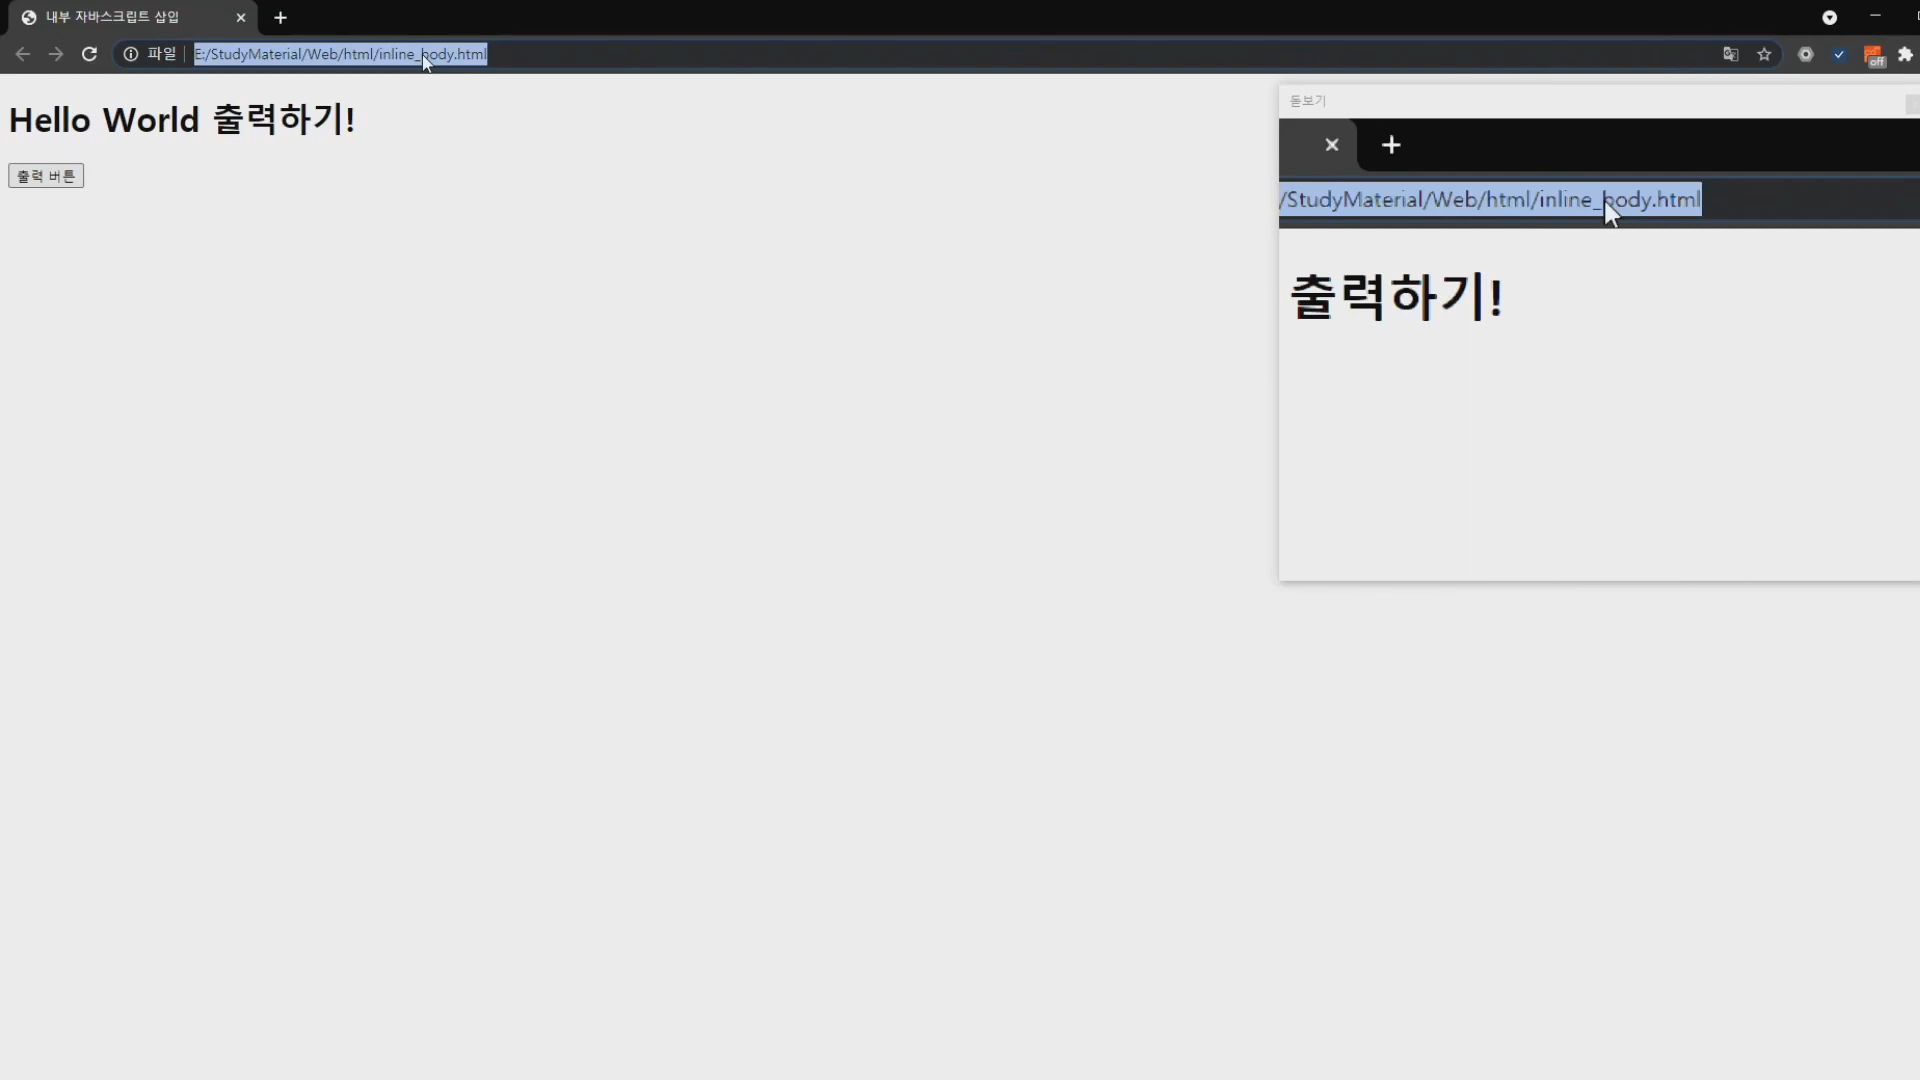 내부 자바스크립트 삽입
파일 E:/StudyMaterial/Web/html/inline_body.html
off
Hello World 출력하기!
출력 버튼
돋보기
/StudyMaterial/Web/html/inline_body.html
출력하기!